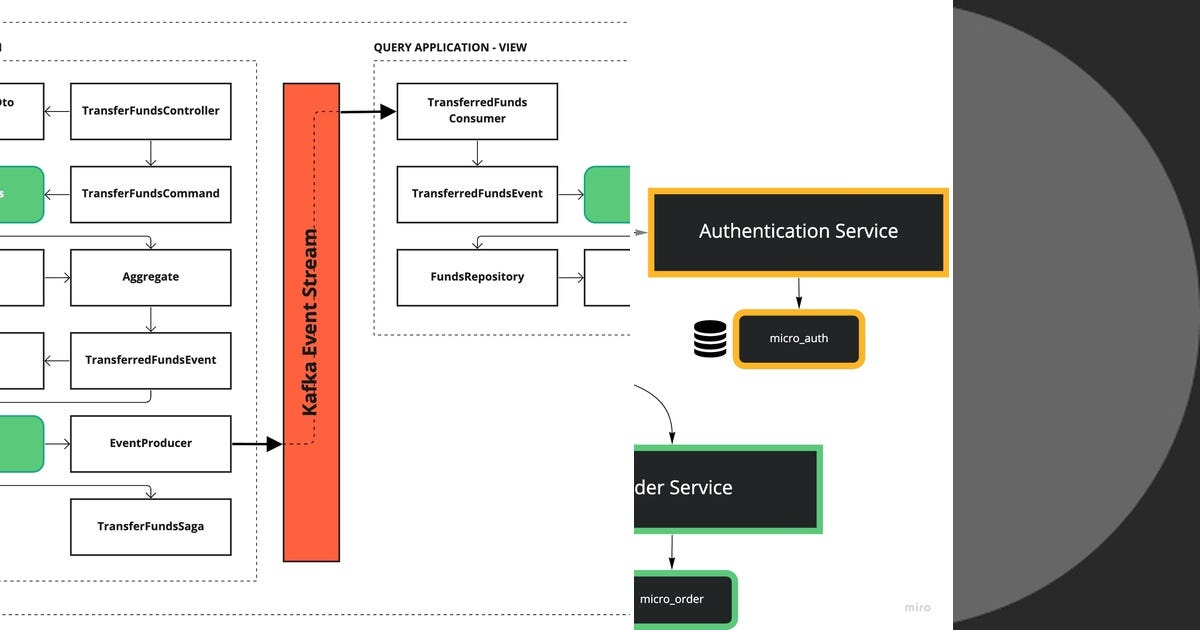 QUERY APPLICATION - VIEW
TransferFundsController
TransferFundsCommand
Aggregate
TransferredFundsEvent
EventProducer
TransferFundsSaga
Kafka Event Stream
TransferredFunds
Consumer
TransferredFundsEvent
FundsRepository
Authentication Service
micro_auth
der Service
micro_order
miro